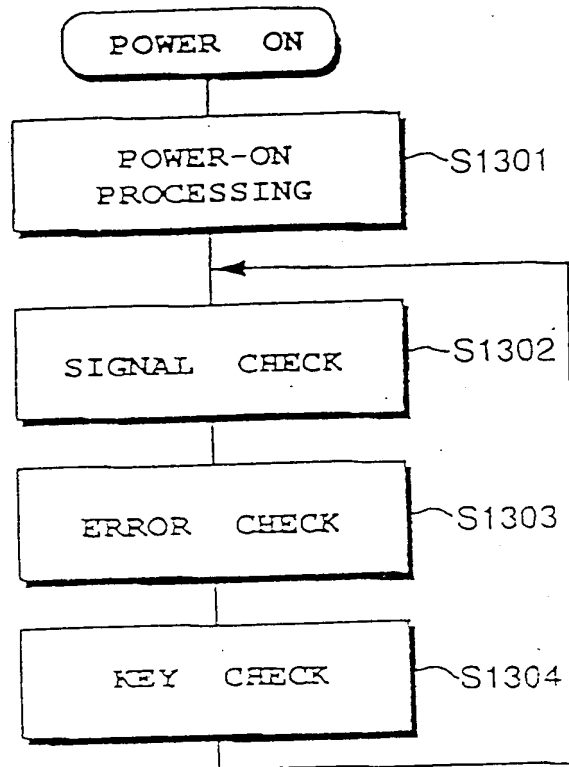 POWER ON
POWER-ON
PROCESSING
S1301
SIGNAL CHECK
S1302
ERROR CHECK
S1303
KEY CHECK
S1304